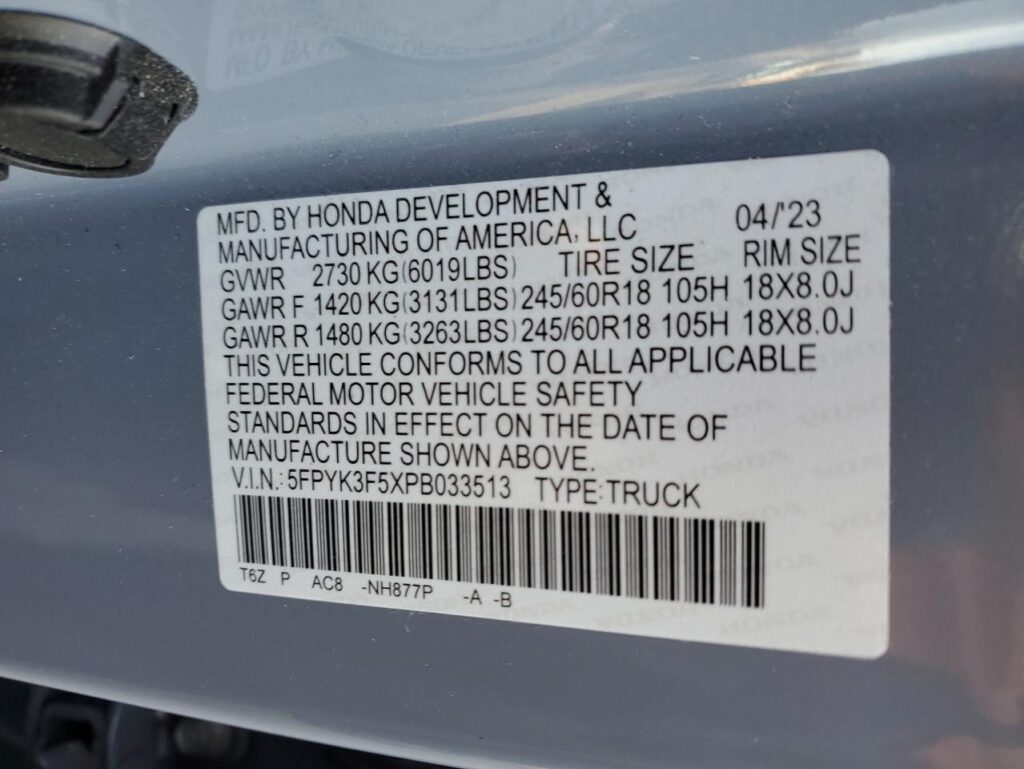 MFD. BY HONDA DEVELOPMENT &
MANUFACTURING OF AMERICA, LLC 04/'23
GVWR 2730 KG(6019LBS) TIRE SIZE RIM SIZE
GAWR F 1420 KG(3131LBS) 245/60R18 105H 18X8.0J
GAWR R 1480 KG(3263LBS) 245/60R18 105H 18X8.0J
THIS VEHICLE CONFORMS TO ALL APPLICABLE
FEDERAL MOTOR VEHICLE SAFETY
STANDARDS IN EFFECT ON THE DATE OF
MANUFACTURE SHOWN ABOVE.
V.I.N.: 5FPYK3F5XPB033513 TYPE:TRUCK
T6Z P AC8 -NH877P -A -B